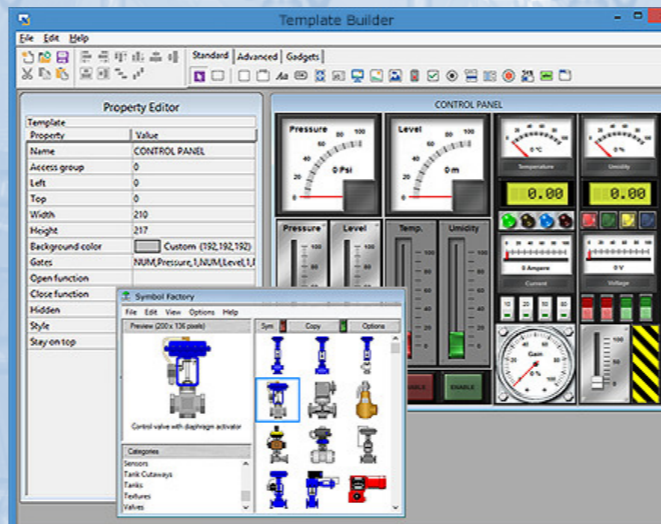 Template Builder
File Edit Help
Standard Advanced Gadgets
Property Editor
Template
Property Value
Name CONTROL PANEL
Access group 0
Left 0
Top 0
Width 210
Height 217
Background color Custom (192,192,192)
Gates NUM,Pressure,1,NUM,Level,1,
Open function
Close function
Hidden
Style
Stay on top
CONTROL PANEL
Pressure
0 Psi
Level
0 m
0 °C
Temperature
0 %
Umidity
0.00
0.00
Pressure
Level
Temp.
Umidity
0 Ampere
Current
0 V
Voltage
Gain
0 %
ENABLE
Symbol Factory
File Edit View Options Help
Preview (200 x 136 pixels)
Sym Copy Options
Control valve with diaphragm activator
Categories
Sensors
Tank Cutaways
Tanks
Textures
Valves